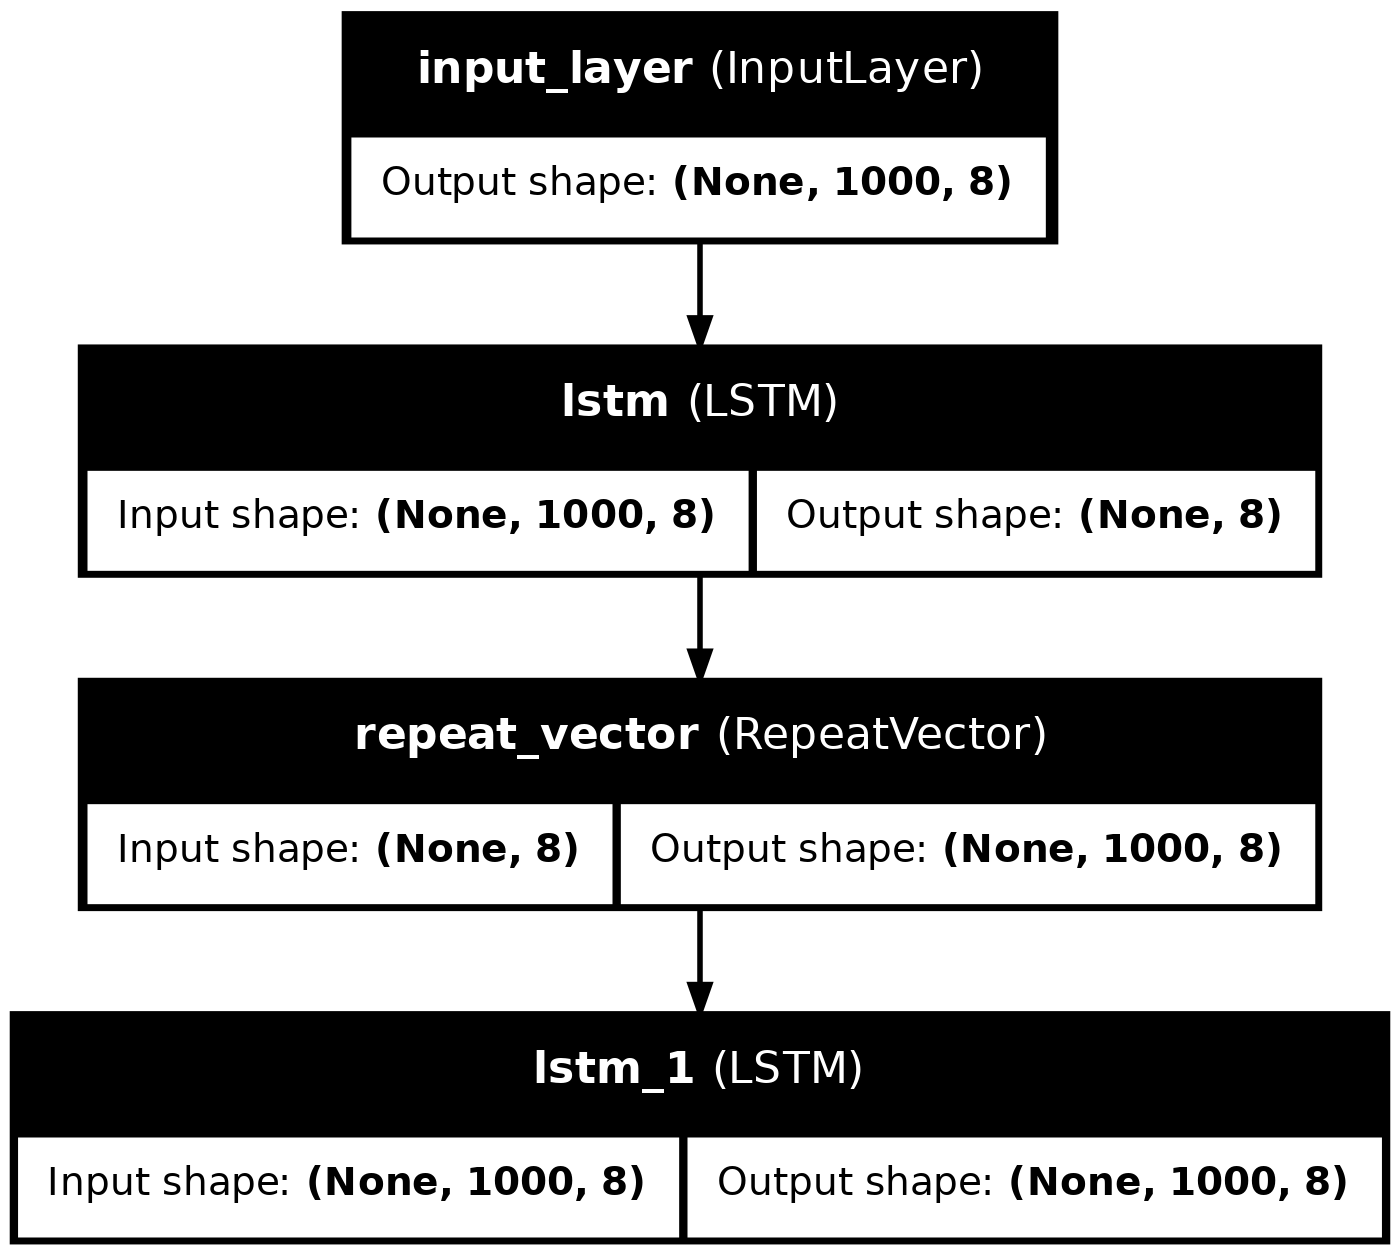 input_layer (InputLayer)
Output shape: (None, 1000, 8)
lstm (LSTM)
Input shape: (None, 1000, 8) Output shape: (None, 8)
repeat_vector (RepeatVector)
Input shape: (None, 8) Output shape: (None, 1000, 8)
lstm_1 (LSTM)
Input shape: (None, 1000, 8) Output shape: (None, 1000, 8)